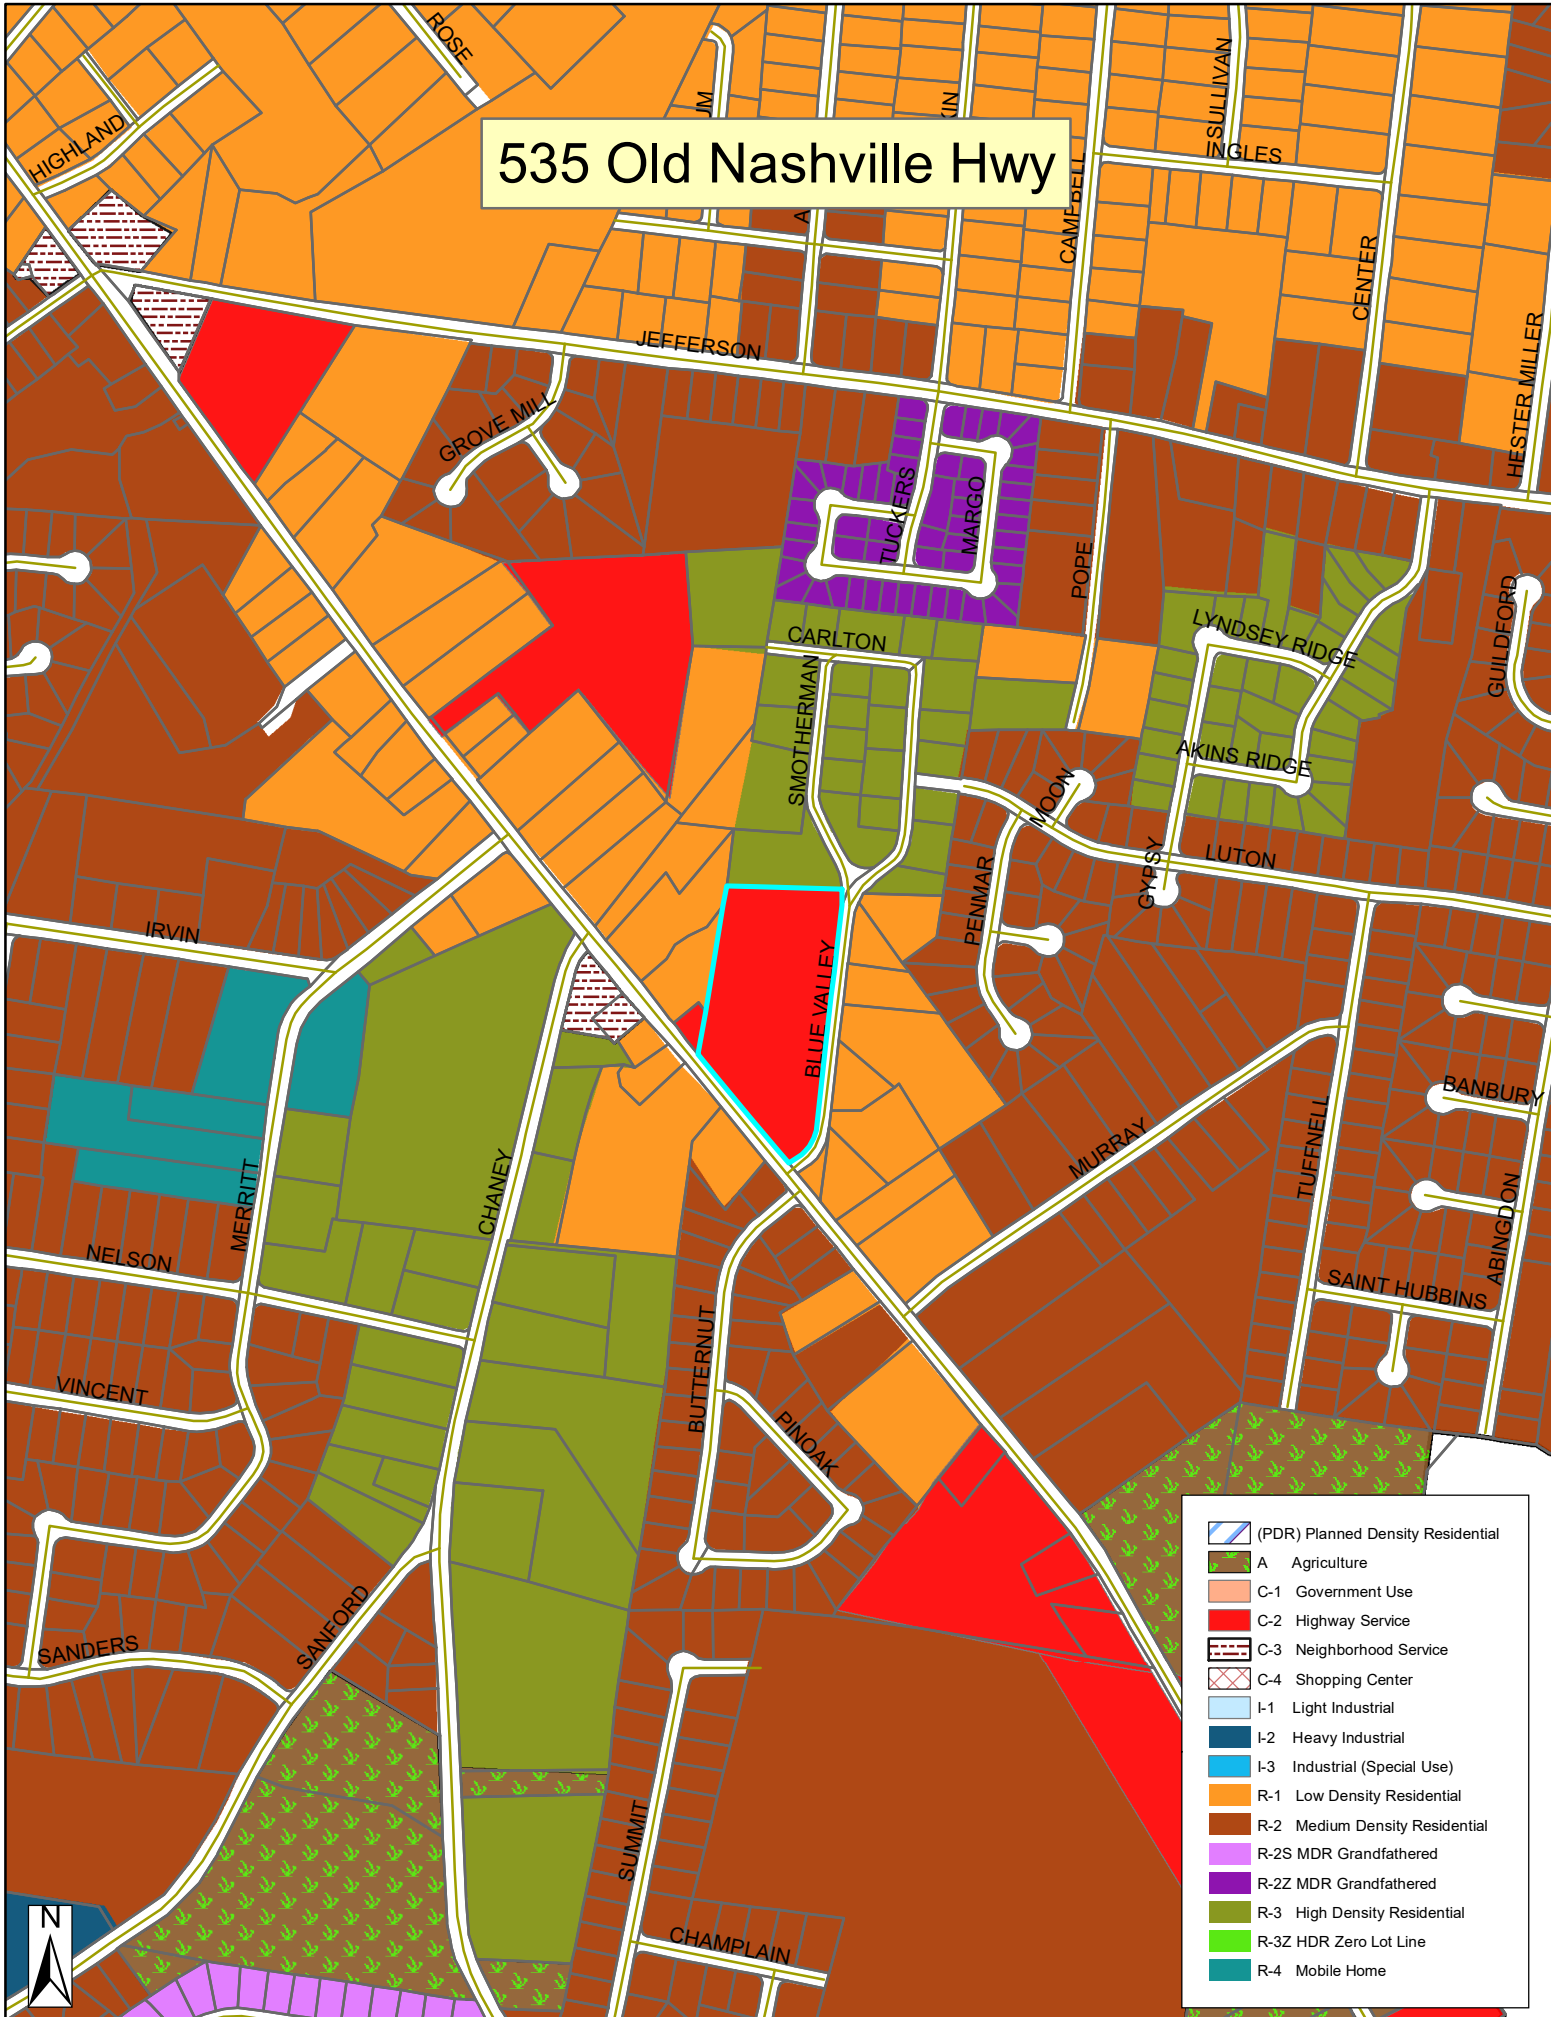 ROSE
HIGHLAND
UM
KIN
SULLIVAN
INGLES
535 Old Nashville Hwy
CAMPBELL
A
CENTER
JEFFERSON
HESTER MILLER
GROVE MILL
TUCKERS
MARGO
POPE
GUILDFORD
CARLTON
LYNDSEY RIDGE
SMOTHERMAN
AKINS RIDGE
MOON
LUTON
GYPSY
PENMAR
IRVIN
BLUE VALLEY
BANBURY
MURRAY
TUFFNELL
CHANEY
MERRITT
ABINGDON
NELSON
SAINT HUBBINS
BUTTERNUT
VINCENT
PINOAK
SANFORD
SANDERS
SUMMIT
CHAMPLAIN
N
(PDR) Planned Density Residential
A Agriculture
C-1 Government Use
C-2 Highway Service
C-3 Neighborhood Service
C-4 Shopping Center
I-1 Light Industrial
I-2 Heavy Industrial
I-3 Industrial (Special Use)
R-1 Low Density Residential
R-2 Medium Density Residential
R-2S MDR Grandfathered
R-2Z MDR Grandfathered
R-3 High Density Residential
R-3Z HDR Zero Lot Line
R-4 Mobile Home